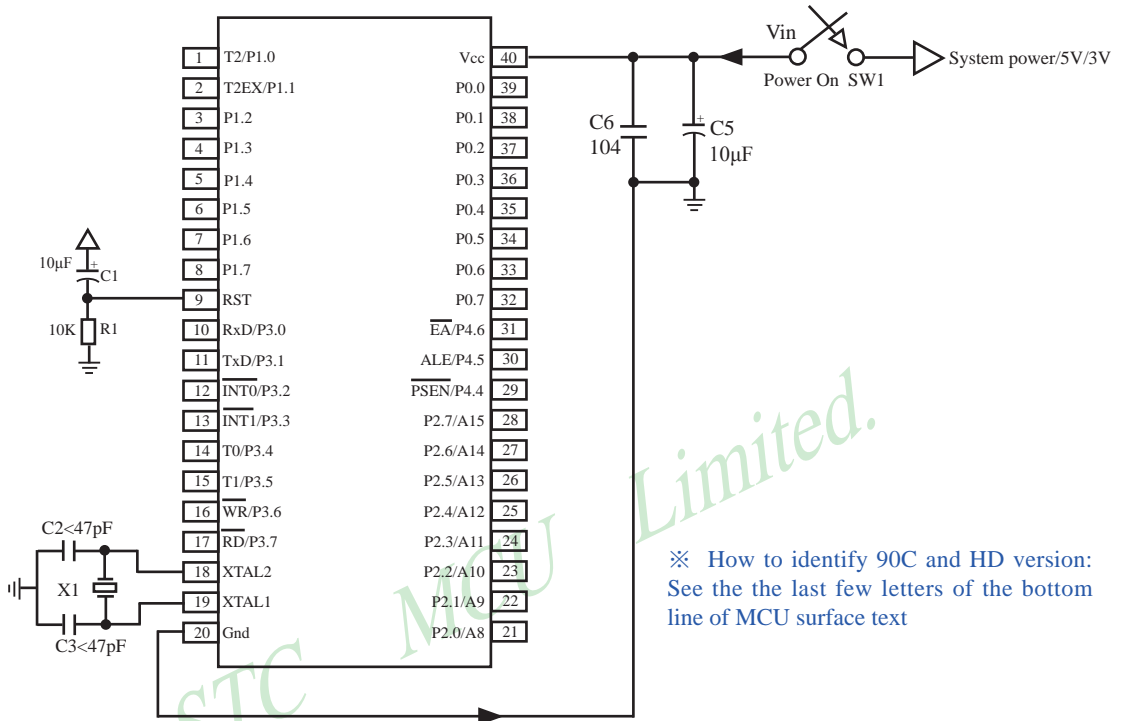 Vin
System power/5V/3V
Power On SW1
1 T2/P1.0
2 T2EX/P1.1
3 P1.2
4 P1.3
5 P1.4
6 P1.5
7 P1.6
8 P1.7
9 RST
10 RxD/P3.0
11 TxD/P3.1
12 INT0/P3.2
13 INT1/P3.3
14 T0/P3.4
15 T1/P3.5
16 WR/P3.6
17 RD/P3.7
18 XTAL2
19 XTAL1
20 Gnd
Vcc 40
P0.0 39
P0.1 38
P0.2 37
P0.3 36
P0.4 35
P0.5 34
P0.6 33
P0.7 32
EA/P4.6 31
ALE/P4.5 30
PSEN/P4.4 29
P2.7/A15 28
P2.6/A14 27
P2.5/A13 26
P2.4/A12 25
P2.3/A11 24
P2.2/A10 23
P2.1/A9 22
P2.0/A8 21
C6
104
+
C5
10μF
10μF
+
C1
10K
R1
C2<47pF
X1
C3<47pF
※ How to identify 90C and HD version:
See the the last few letters of the bottom
line of MCU surface text
STC MCU Limited.